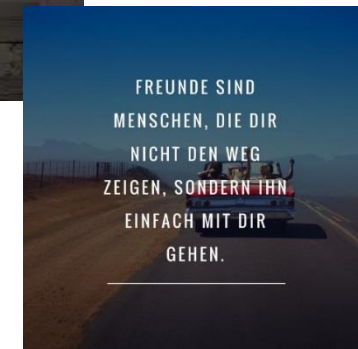 FREUNDE SIND
MENSCHEN, DIE DIR
NICHT DEN WEG
ZEIGEN, SONDERN IHN
EINFACH MIT DIR
GEHEN.